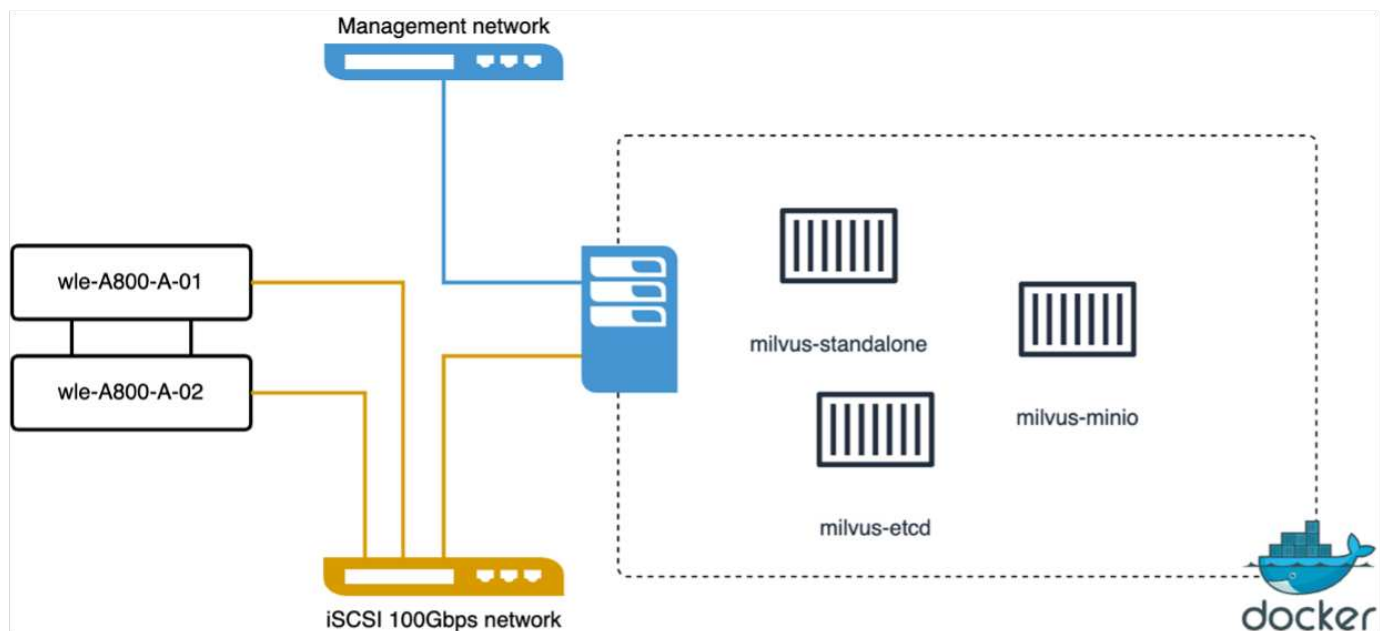 Management network
wle-A800-A-01
wle-A800-A-02
milvus-standalone
milvus-minio
milvus-etcd
iSCSI 100Gbps network
docker